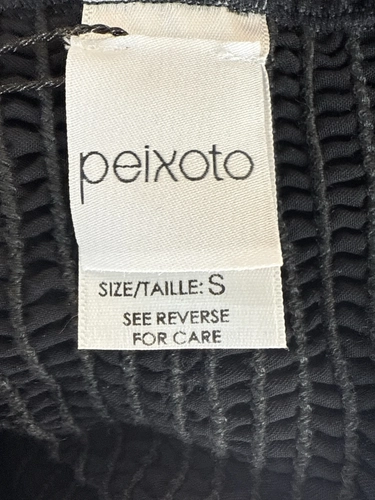 peixoto
SIZE/TAILLE: S
SEE REVERSE
FOR CARE